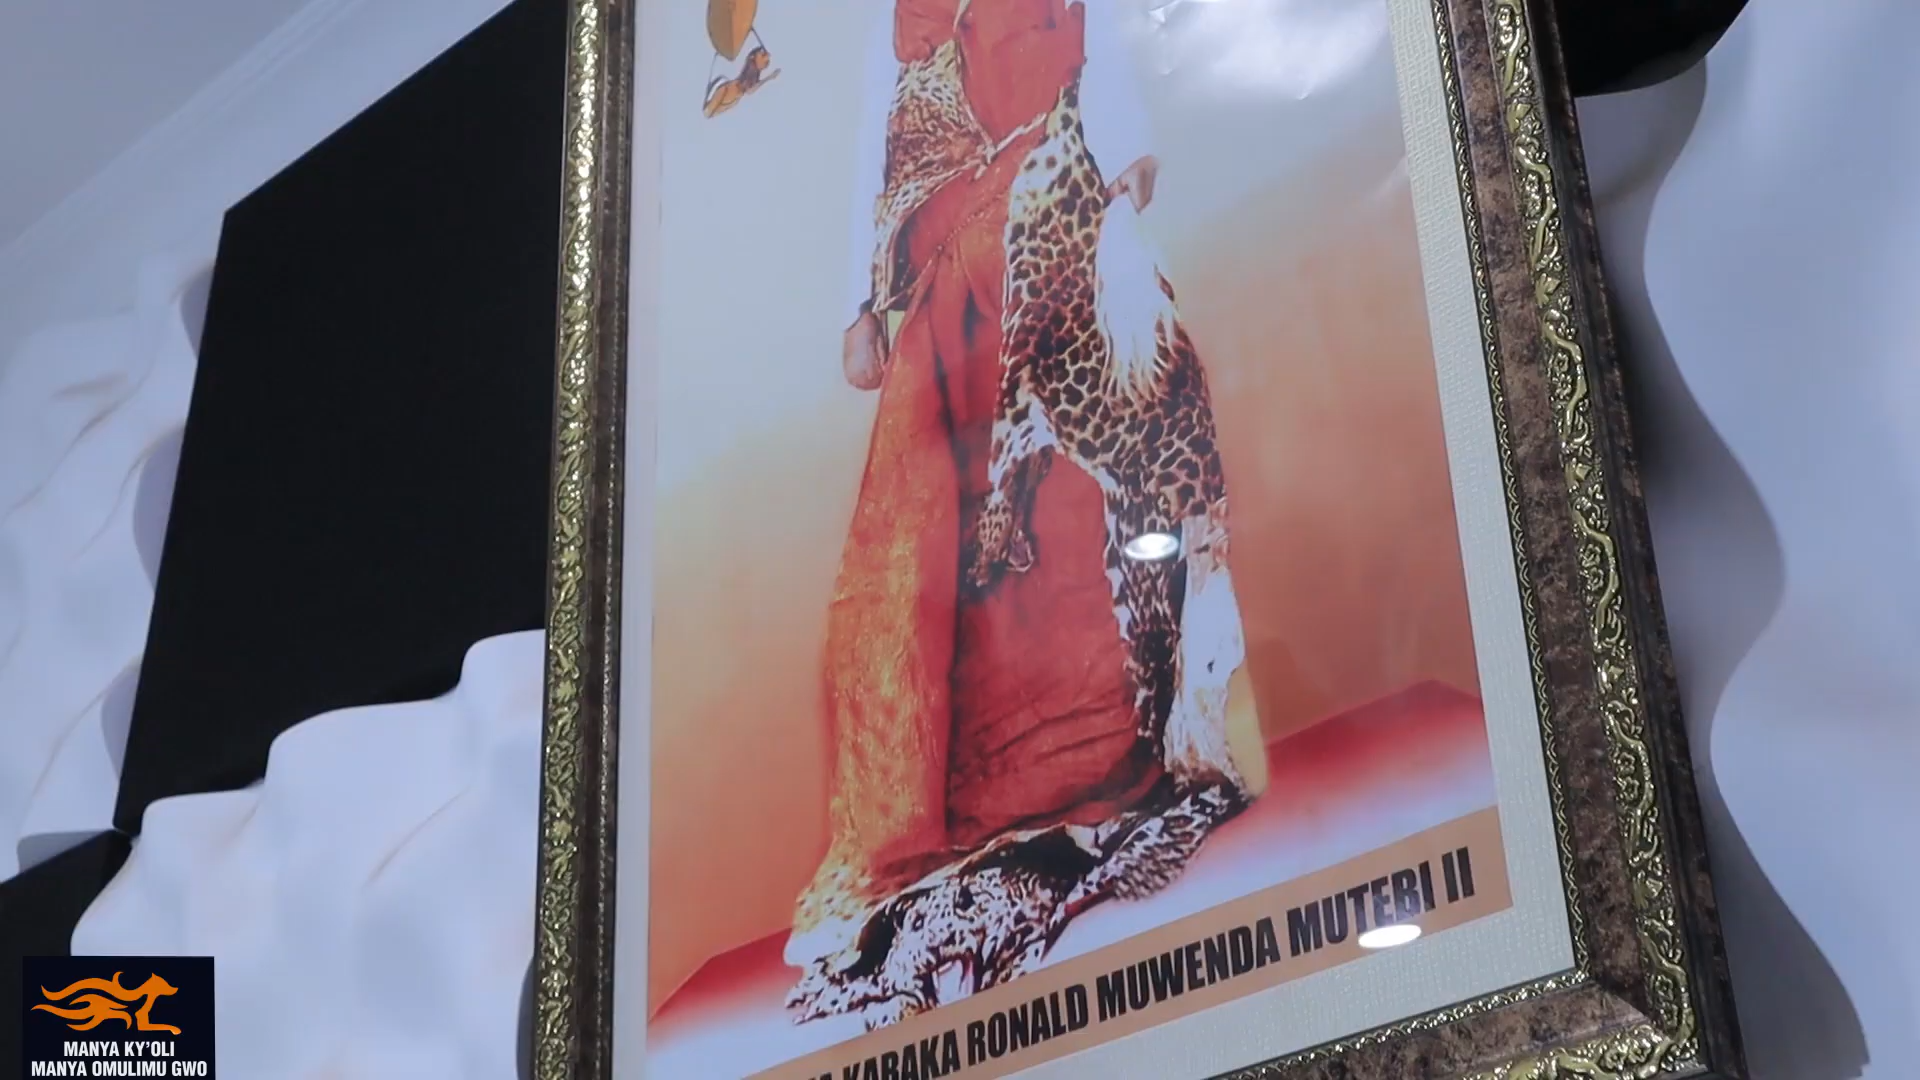 KABAKA RONALD MUWENDA MUTEBI II
MANYA KY'OLI
MANYA OMULIMU GWO